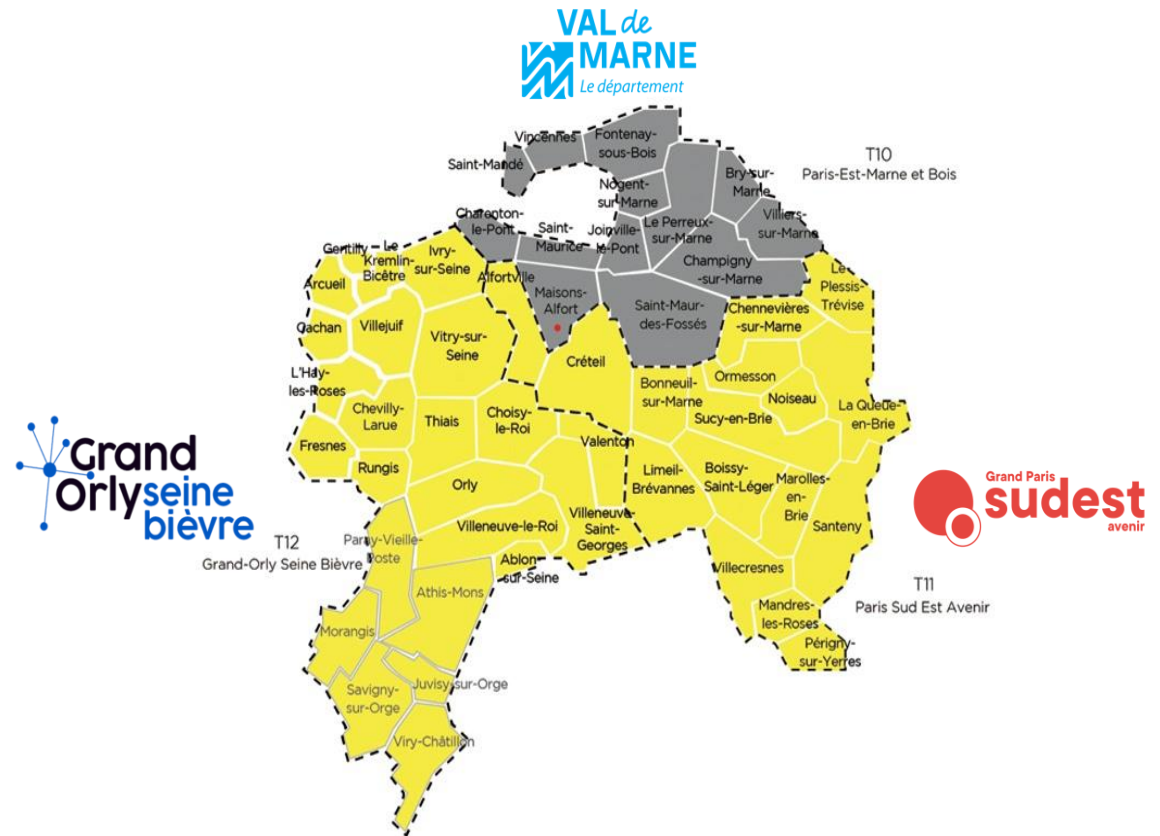 VAL de
MARNE
Le département
Vincennes
Fontenay-
sous-Bois
Saint-Mandé
T10
Paris-Est-Marne et Bois
Bry-sur-
Marne
Nogent-
sur-Marne
Charenton-
le-Pont
Saint-
Maurice
Joinville-
le-Pont
Le Perreux-
sur-Marne
Villiers-
sur-Marne
Champigny
-sur-Marne
Gentilly
Le
Kremlin-
Bicêtre
Ivry-
sur-Seine
Alfortville
Arcueil
Maisons-
Alfort
Saint-Maur-
des-Fossés
Le
Plessis-
Trévise
Chennevières
-sur-Marne
Cachan
Villejuif
Vitry-sur-
Seine
Créteil
L'Hay-
les-Roses
Bonneuil-
sur-Marne
Ormesson
Noiseau
Chevilly-
Larue
Thiais
Choisy-
le-Roi
Sucy-en-Brie
La Queue-
en-Brie
Fresnes
Valenton
Rungis
Orly
Limeil-
Brévannes
Boissy-
Saint-Léger
Marolles-
en-
Brie
Santeny
Villeneuve-le-Roi
Villeneuve-
Saint-
Georges
Grand
Orly seine
bièvre
Grand Paris
sudest
avenir
T12
Grand-Orly Seine Bièvre
Paray-Vieille-
Poste
Ablon
-sur-Seine
Villecresnes
Athis-Mons
T11
Paris Sud Est Avenir
Mandres-
les-Roses
Morangis
Périgny-
sur-Yerres
Savigny-
sur-Orge
Juvisy-sur-Orge
Viry-Châtillon